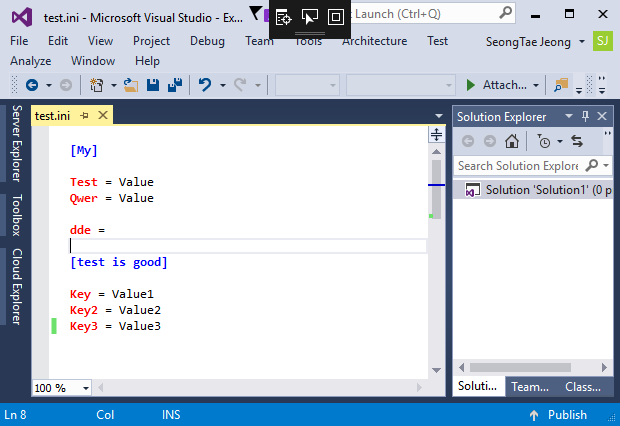 test.ini - Microsoft Visual Studio - Ex...
Launch (Ctrl+Q)
File Edit View Project Debug Team Tools Architecture Test
SeongTae Jeong
SJ
Analyze Window Help
Attach...
Server Explorer
Toolbox
Cloud Explorer
test.ini
[My]
Test = Value
Qwer = Value
dde =
[test is good]
Key = Value1
Key2 = Value2
Key3 = Value3
100 %
Solution Explorer
Search Solution Explore
Solution 'Solution1' (0 p
Soluti... Team... Class...
Ln 8 Col INS
Publish